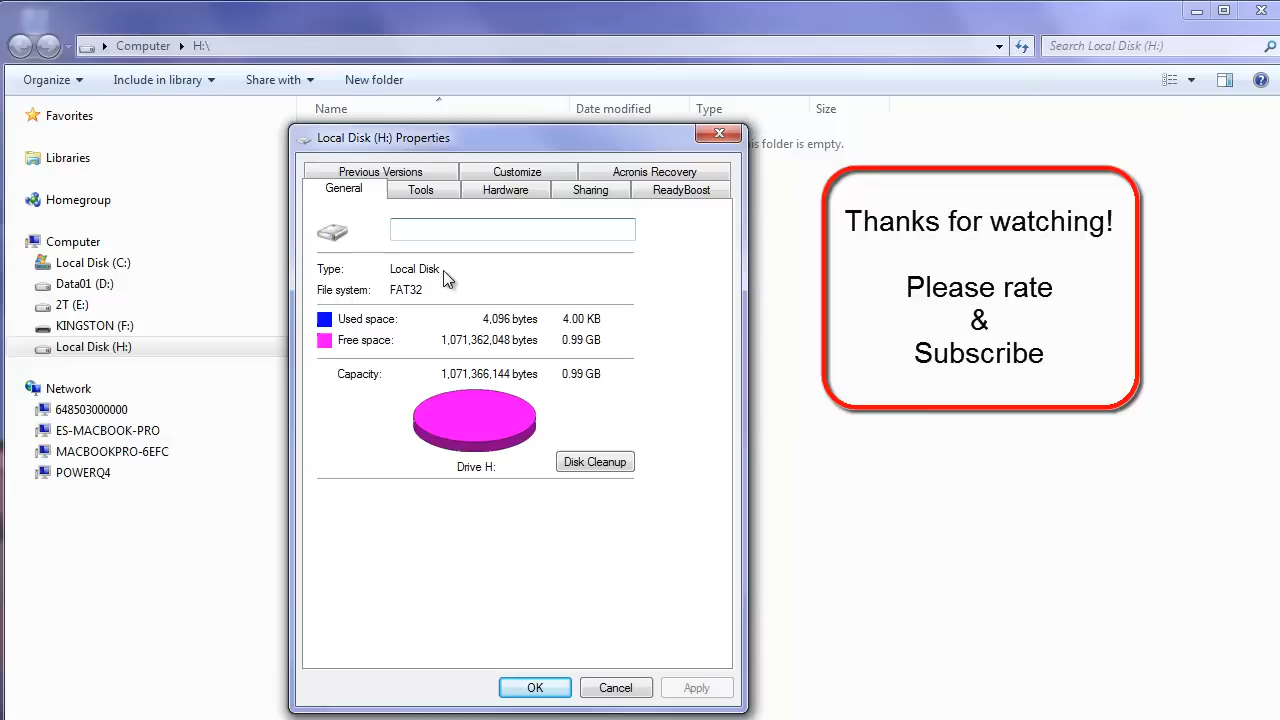 Computer H:\
Search Local Disk (H:)
Organize Include in library Share with New folder
Favorites
Libraries
Homegroup
Computer
Local Disk (C:)
Data01 (D:)
2T (E:)
KINGSTON (F:)
Local Disk (H:)
Network
648503000000
ES-MACBOOK-PRO
MACBOOKPRO-6EFC
POWERQ4
Name Date modified Type Size
folder is empty.
Local Disk (H:) Properties
Previous Versions Customize Acronis Recovery
General Tools Hardware Sharing ReadyBoost
Type: Local Disk
File system: FAT32
Used space: 4,096 bytes 4.00 KB
Free space: 1,071,362,048 bytes 0.99 GB
Capacity: 1,071,366,144 bytes 0.99 GB
Drive H: Disk Cleanup
OK Cancel Apply
Thanks for watching!
Please rate
&
Subscribe